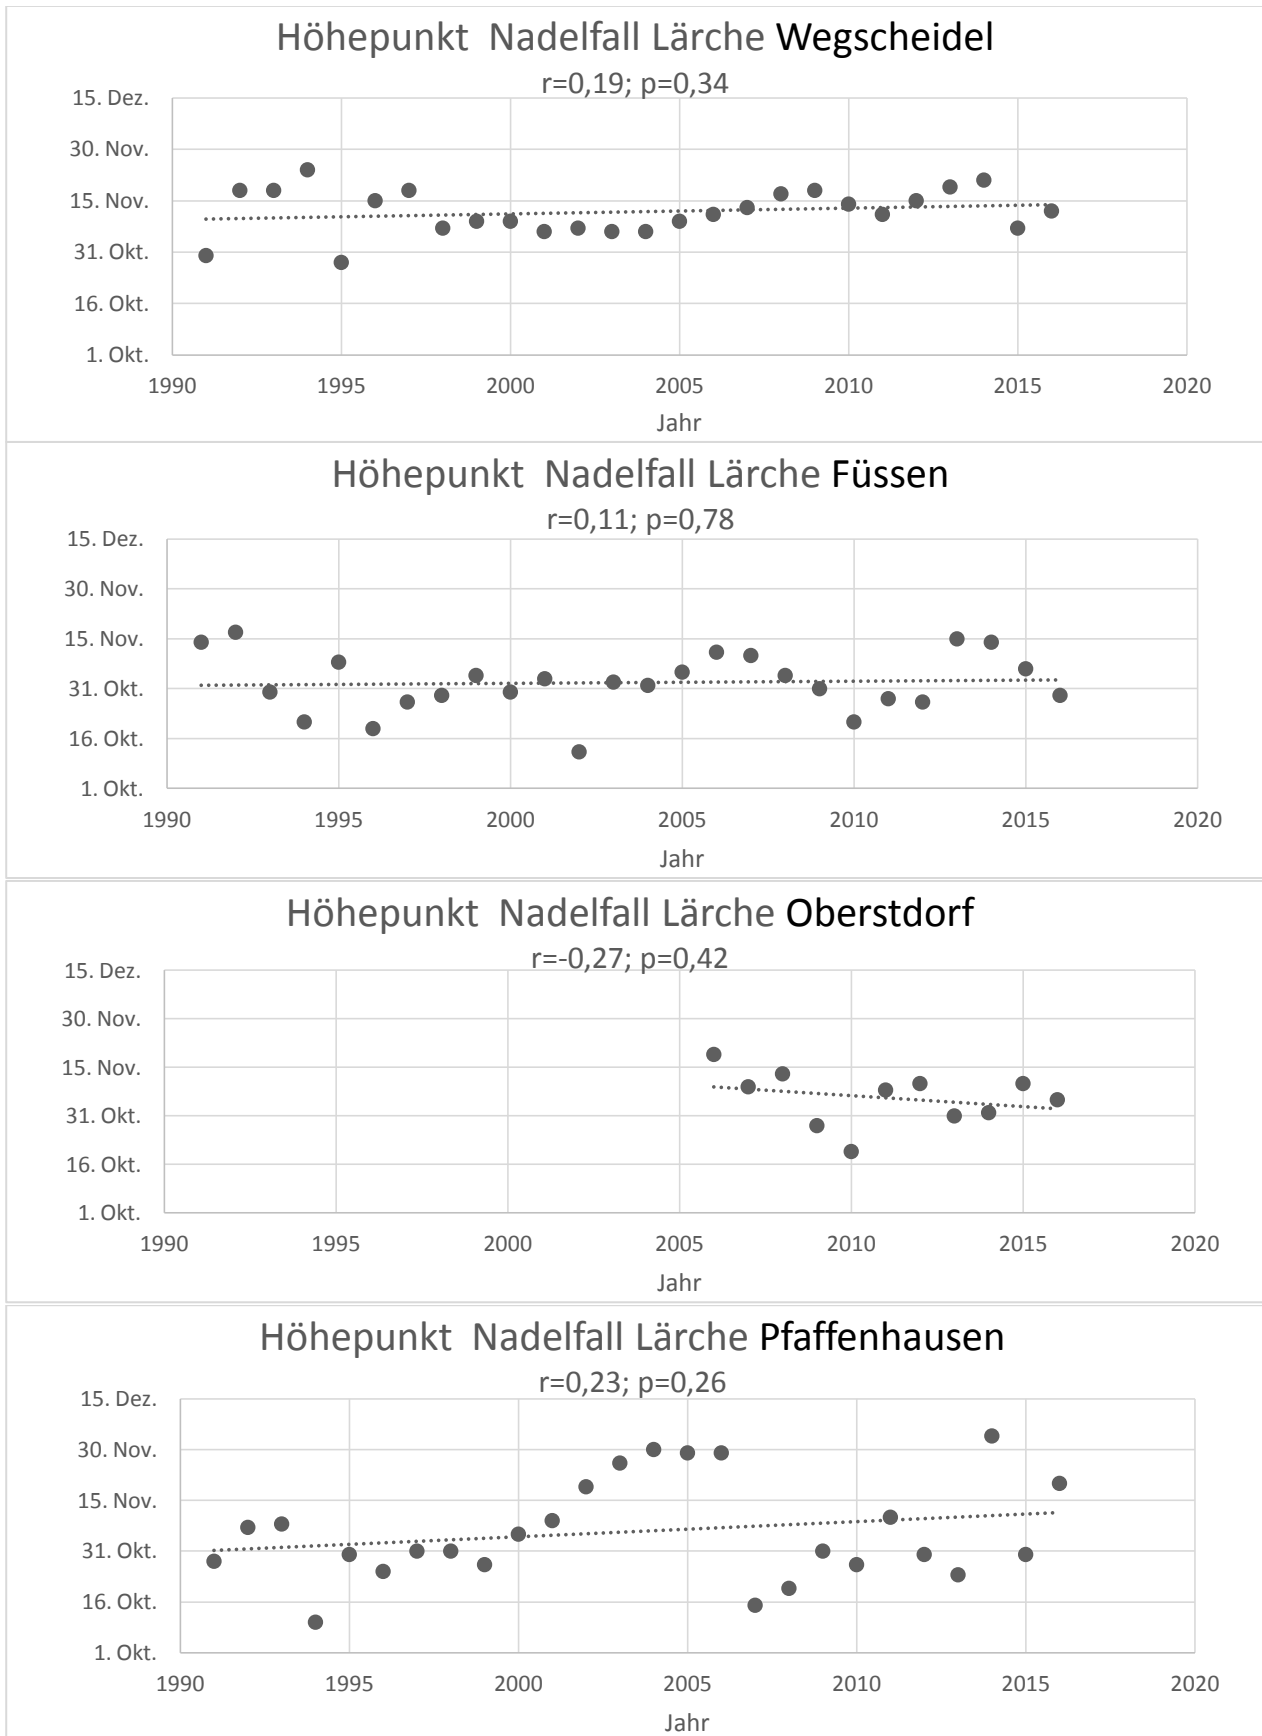 Höhepunkt  Nadelfall Lärche Wegscheidel
r=0,19; p=0,34
15. Dez.
30. Nov.
15. Nov.
31. Okt.
16. Okt.
1. Okt.
1990 1995 2000 2005 2010 2015 2020
Jahr
Höhepunkt  Nadelfall Lärche Füssen
r=0,11; p=0,78
15. Dez.
30. Nov.
15. Nov.
31. Okt.
16. Okt.
1. Okt.
1990 1995 2000 2005 2010 2015 2020
Jahr
Höhepunkt  Nadelfall Lärche Oberstdorf
r=-0,27; p=0,42
15. Dez.
30. Nov.
15. Nov.
31. Okt.
16. Okt.
1. Okt.
1990 1995 2000 2005 2010 2015 2020
Jahr
Höhepunkt  Nadelfall Lärche Pfaffenhausen
r=0,23; p=0,26
15. Dez.
30. Nov.
15. Nov.
31. Okt.
16. Okt.
1. Okt.
1990 1995 2000 2005 2010 2015 2020
Jahr